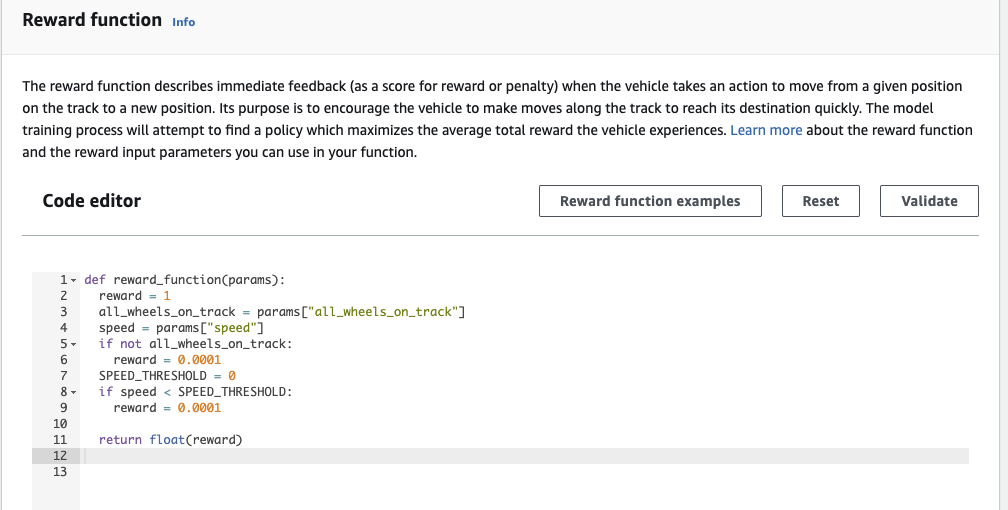 Reward function Info
The reward function describes immediate feedback (as a score for reward or penalty) when the vehicle takes an action to move from a given position
on the track to a new position. Its purpose is to encourage the vehicle to make moves along the track to reach its destination quickly. The model
training process will attempt to find a policy which maximizes the average total reward the vehicle experiences. Learn more about the reward function
and the reward input parameters you can use in your function.
Code editor Reward function examples Reset Validate
1 def reward_function(params):
2   reward = 1
3   all_wheels_on_track = params["all_wheels_on_track"]
4   speed = params["speed"]
5   if not all_wheels_on_track:
6     reward = 0.0001
7   SPEED_THRESHOLD = 0
8   if speed < SPEED_THRESHOLD:
9     reward = 0.0001
10
11   return float(reward)
12
13